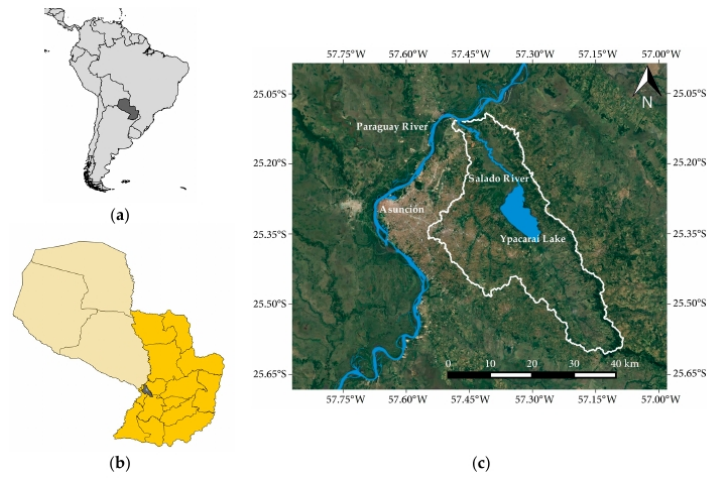 57.75°W 57.60°W 57.45°W 57.30°W 57.15°W 57.00°W
25.05°S 25.05°S
N
Paraguay River
25.20°S 25.20°S
Salado River
(a)
Asunción
25.35°S 25.35°S
Ypacarai Lake
25.50°S 25.50°S
0 10 20 30 40 km
25.65°S 25.65°S
57.75°W 57.60°W 57.45°W 57.30°W 57.15°W 57.00°W
(b) (c)